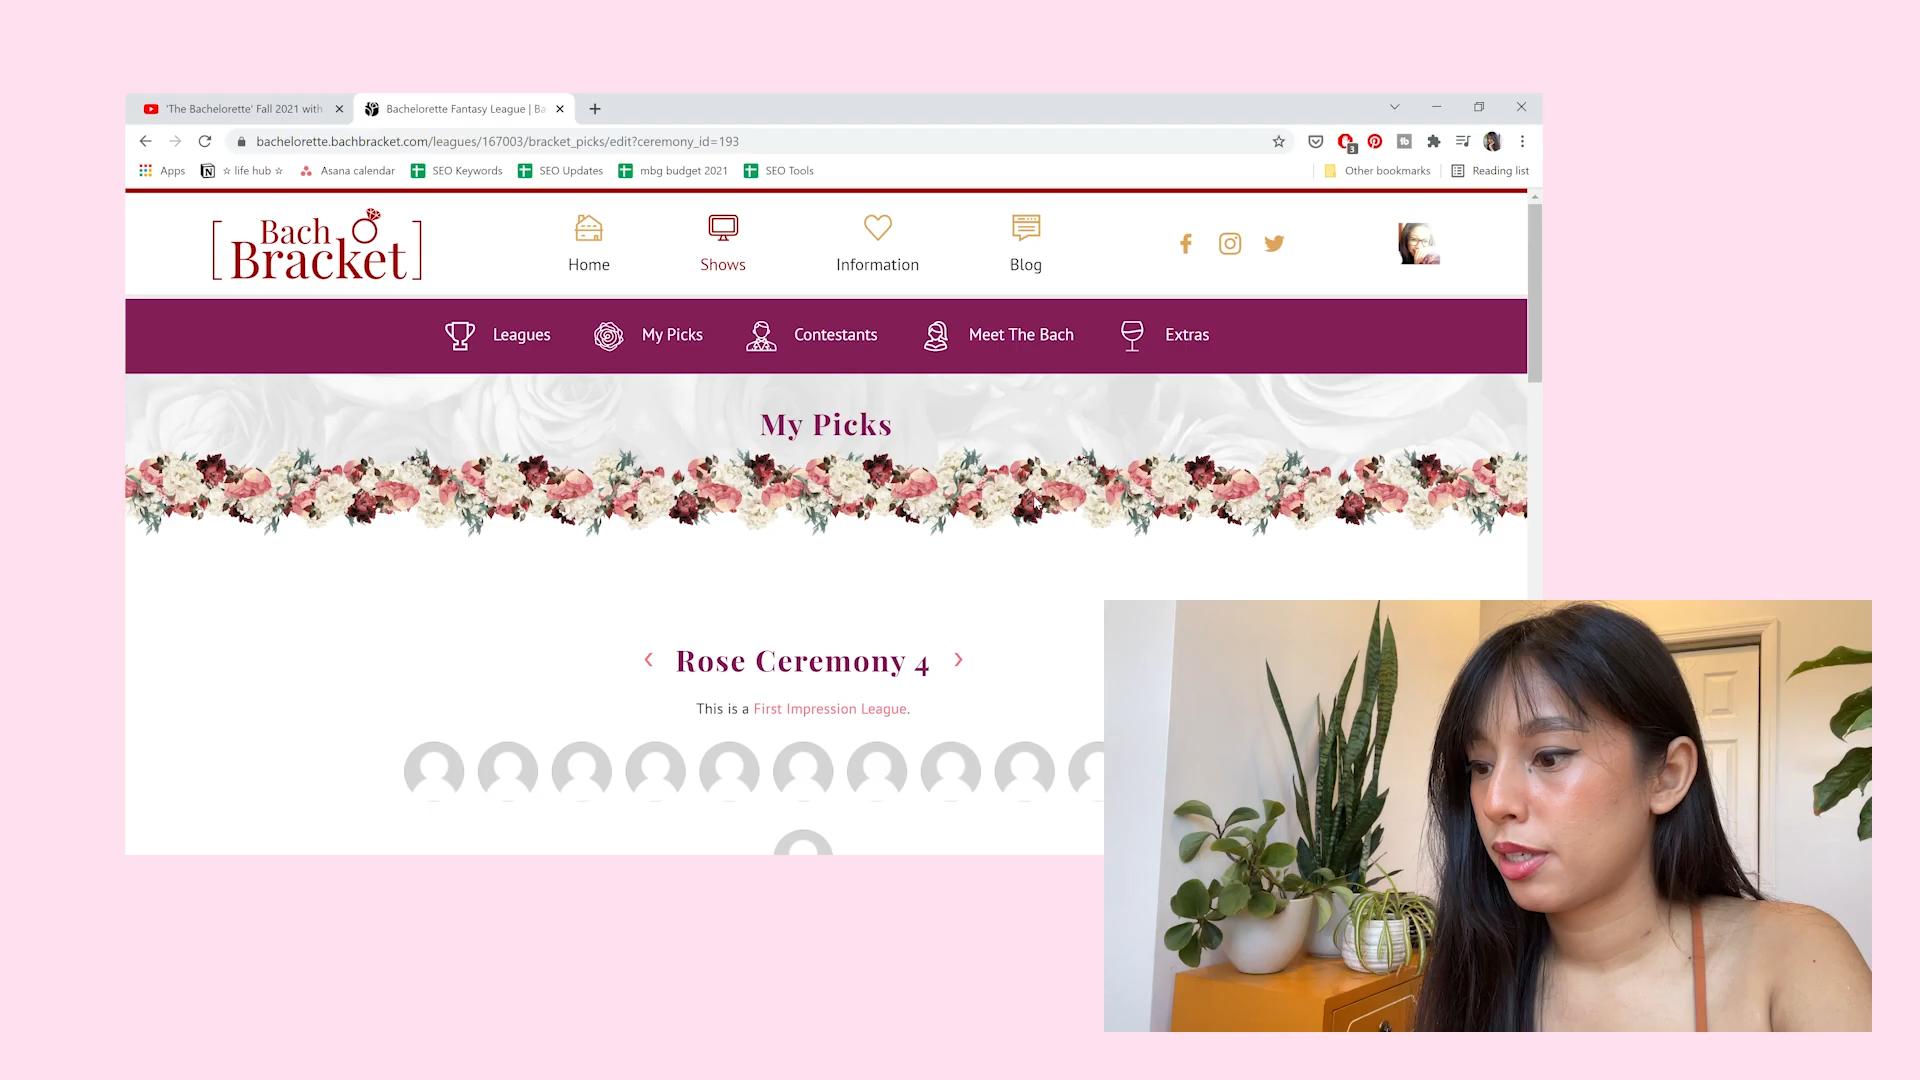 'The Bachelorette' Fall 2021 with
Bachelorette Fantasy League | Ba
bachelorette.bachbracket.com/leagues/167003/bracket_picks/edit?ceremony_id=193
3
Apps
☆ life hub ☆
Asana calendar
SEO Keywords
SEO Updates
mbg budget 2021
SEO Tools
Other bookmarks
Reading list
Bach
Bracket
Home
Shows
Information
Blog
Leagues
My Picks
Contestants
Meet The Bach
Extras
My Picks
Rose Ceremony 4
This is a First Impression League.